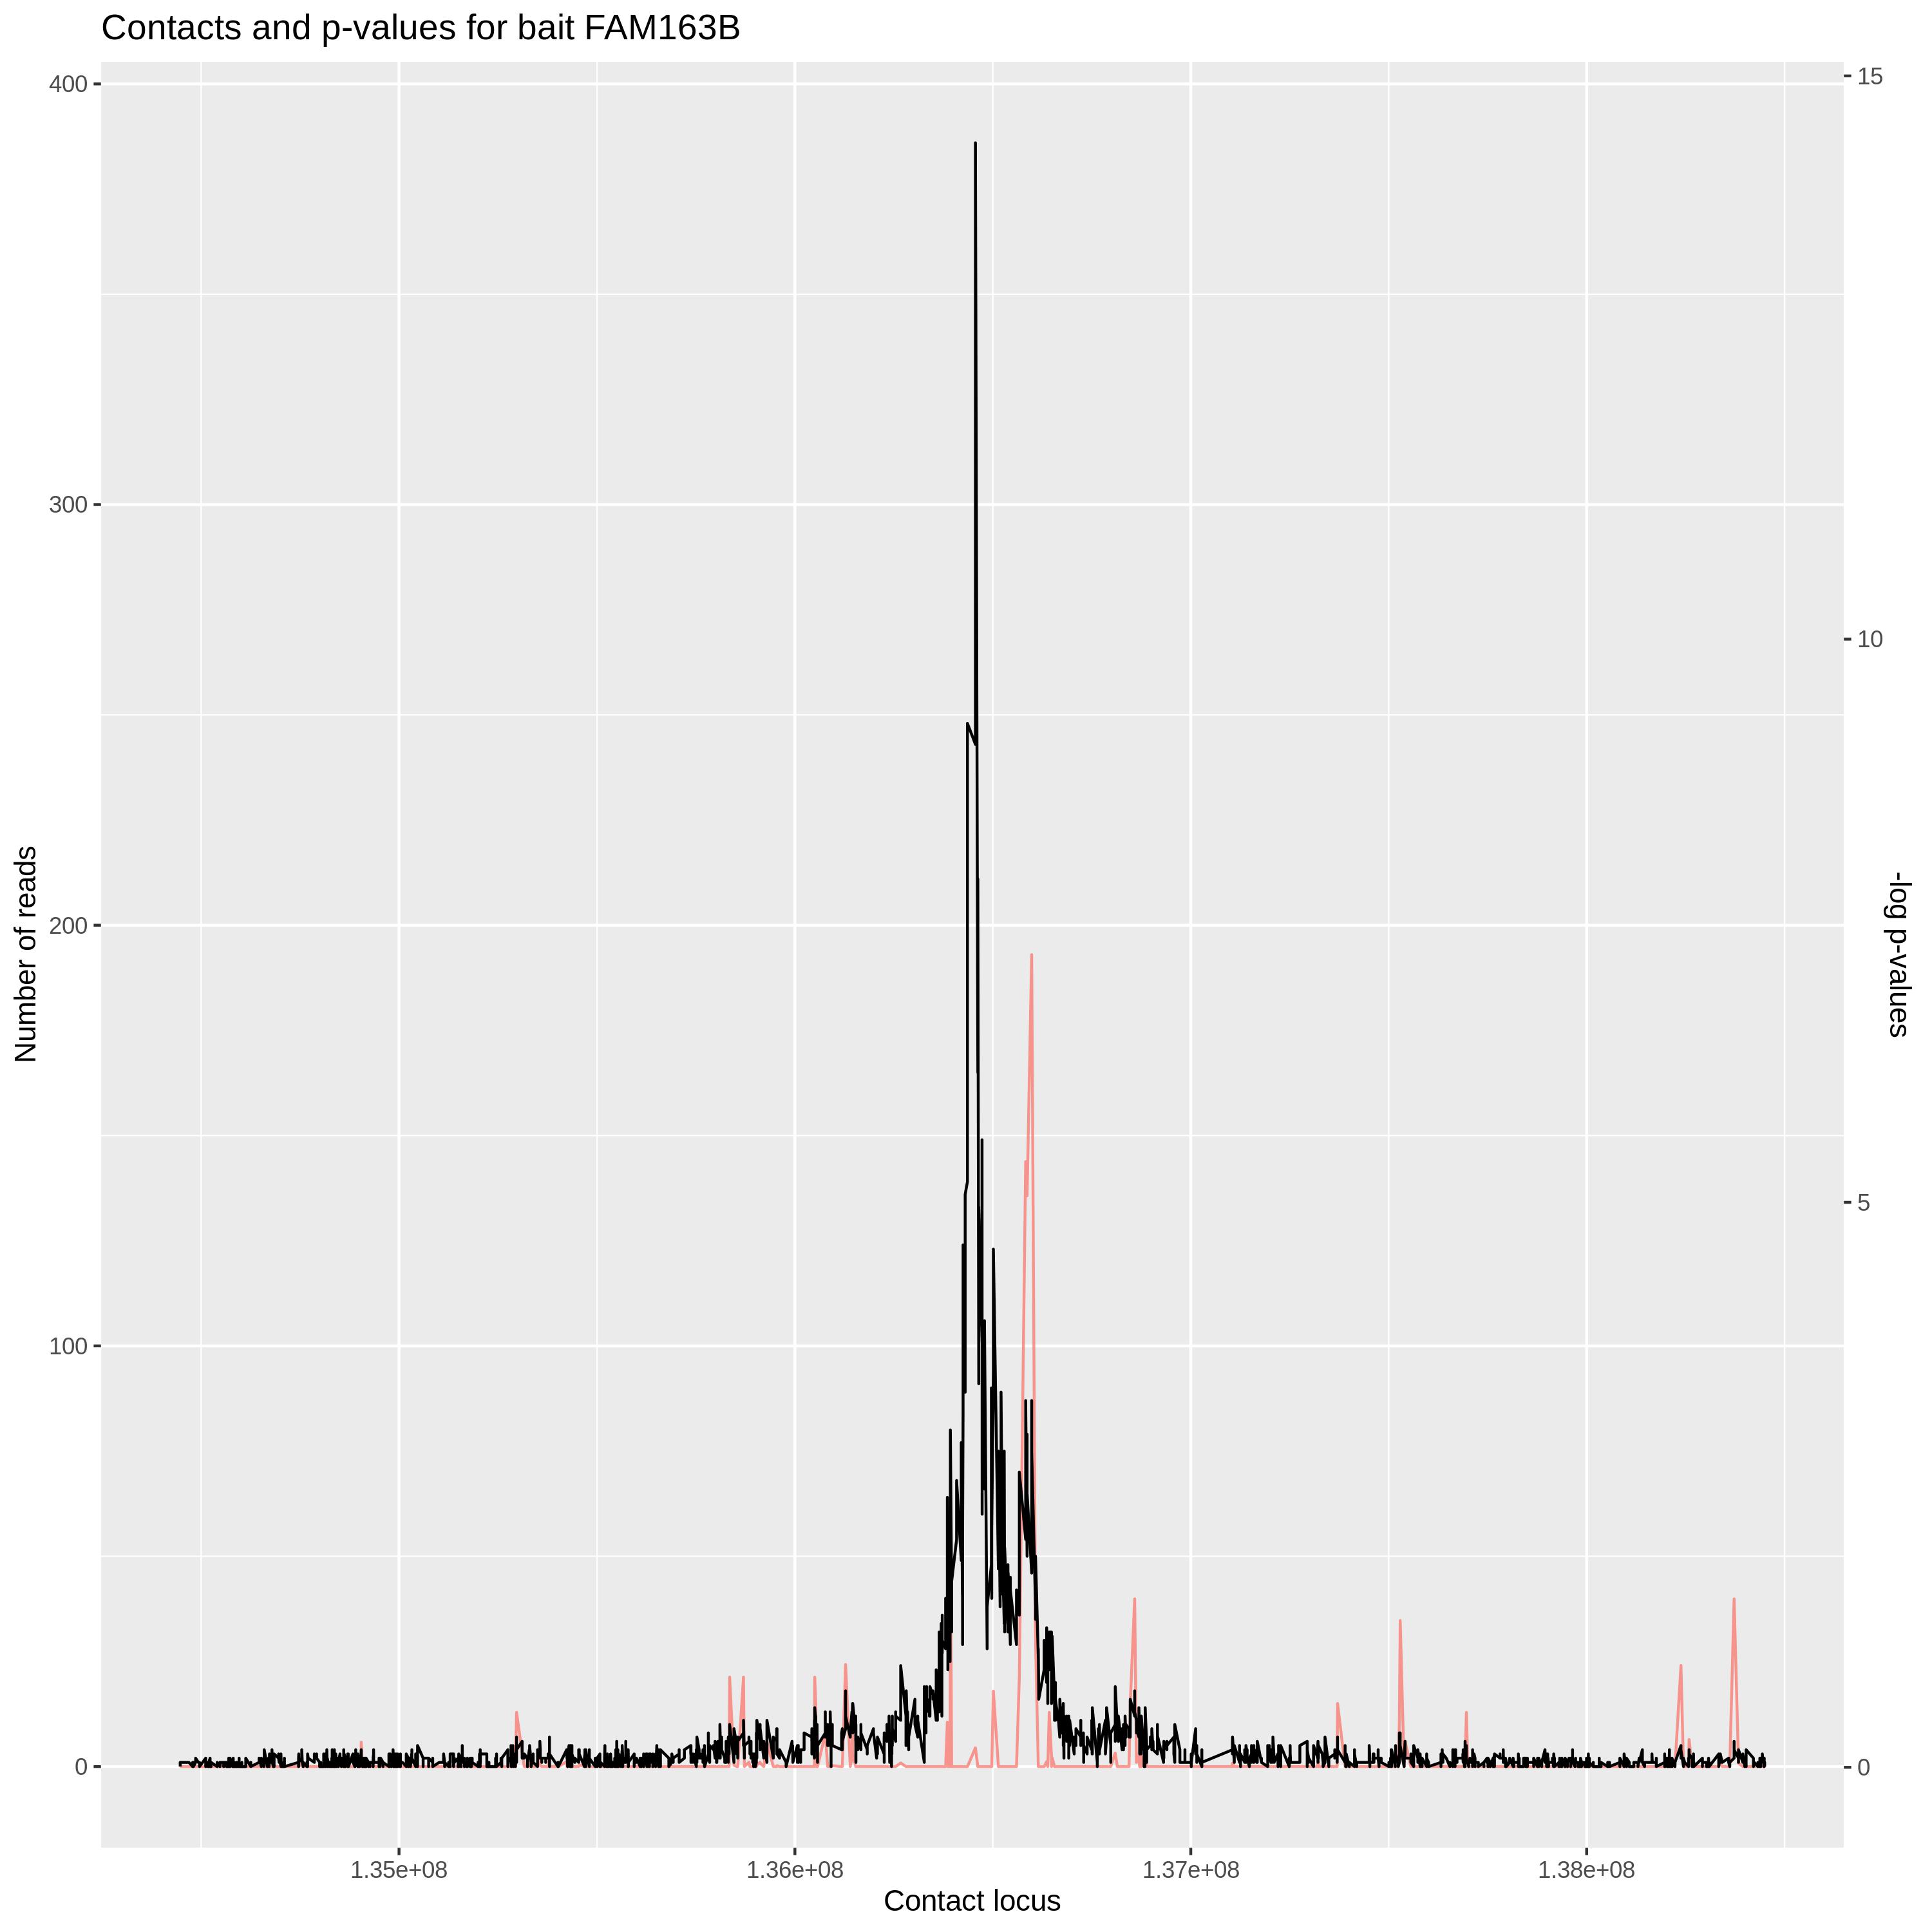 Contacts and p-values for bait FAM163B
400
300
200
100
0
Number of reads
15
10
5
0
-log p-values
1.35e+08
1.36e+08
1.37e+08
1.38e+08
Contact locus